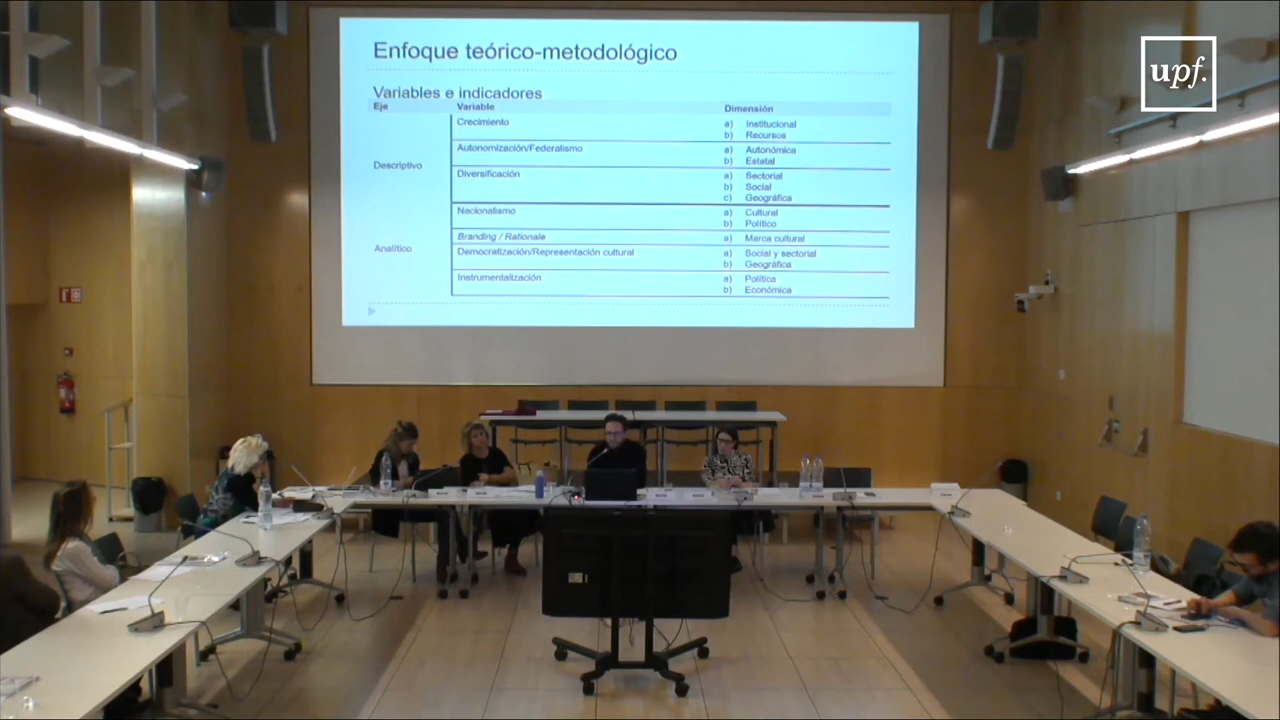 Enfoque teórico-metodológico
upf.
Variables e indicadores
Eje Variable Dimensión
Crecimiento a) Institucional
b) Recursos
Autonomización/Federalismo a) Autonómica
b) Estatal
Descriptivo
Diversificación a) Sectorial
b) Social
c) Geográfica
Nacionalismo a) Cultural
b) Político
Branding / Rationale a) Marca cultural
Analítico
Democratización/Representación cultural a) Social y sectorial
b) Geográfica
Instrumentalización a) Política
b) Económica